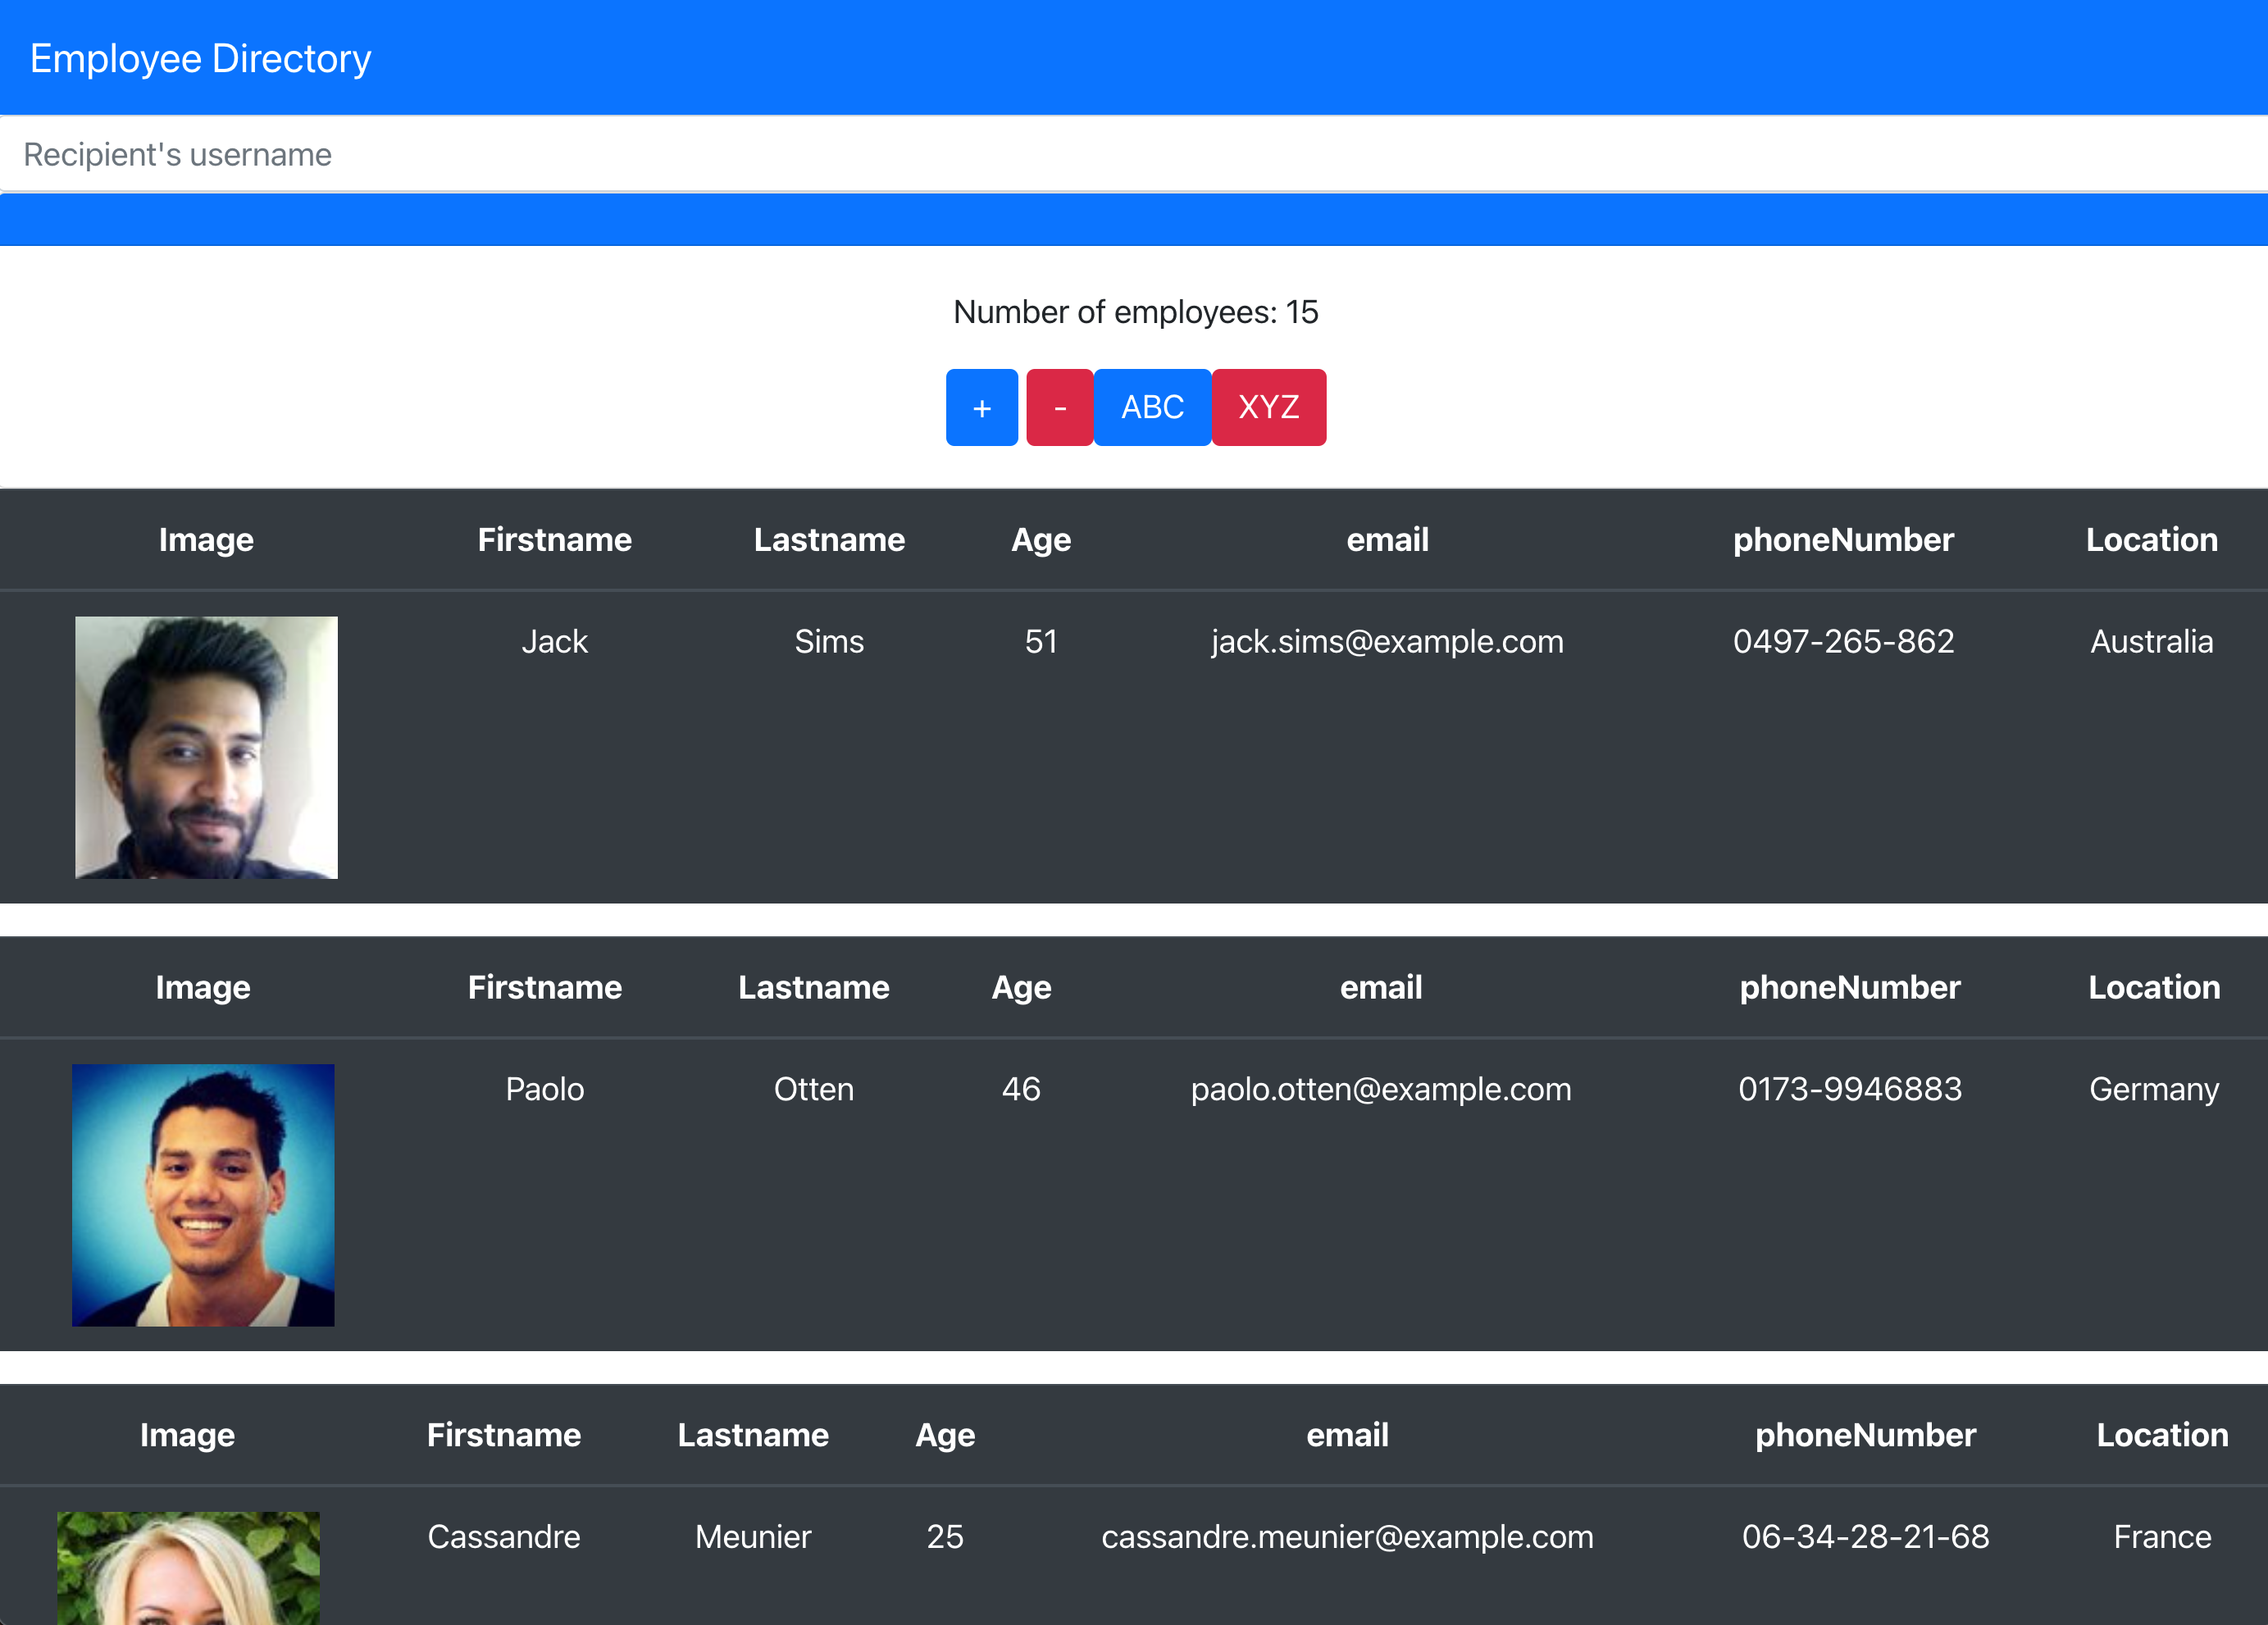 Employee Directory
Recipient's username
Number of employees: 15
+ - ABC XYZ
Image Firstname Lastname Age email phoneNumber Location
Jack Sims 51 jack.sims@example.com 0497-265-862 Australia
Image Firstname Lastname Age email phoneNumber Location
Paolo Otten 46 paolo.otten@example.com 0173-9946883 Germany
Image Firstname Lastname Age email phoneNumber Location
Cassandre Meunier 25 cassandre.meunier@example.com 06-34-28-21-68 France